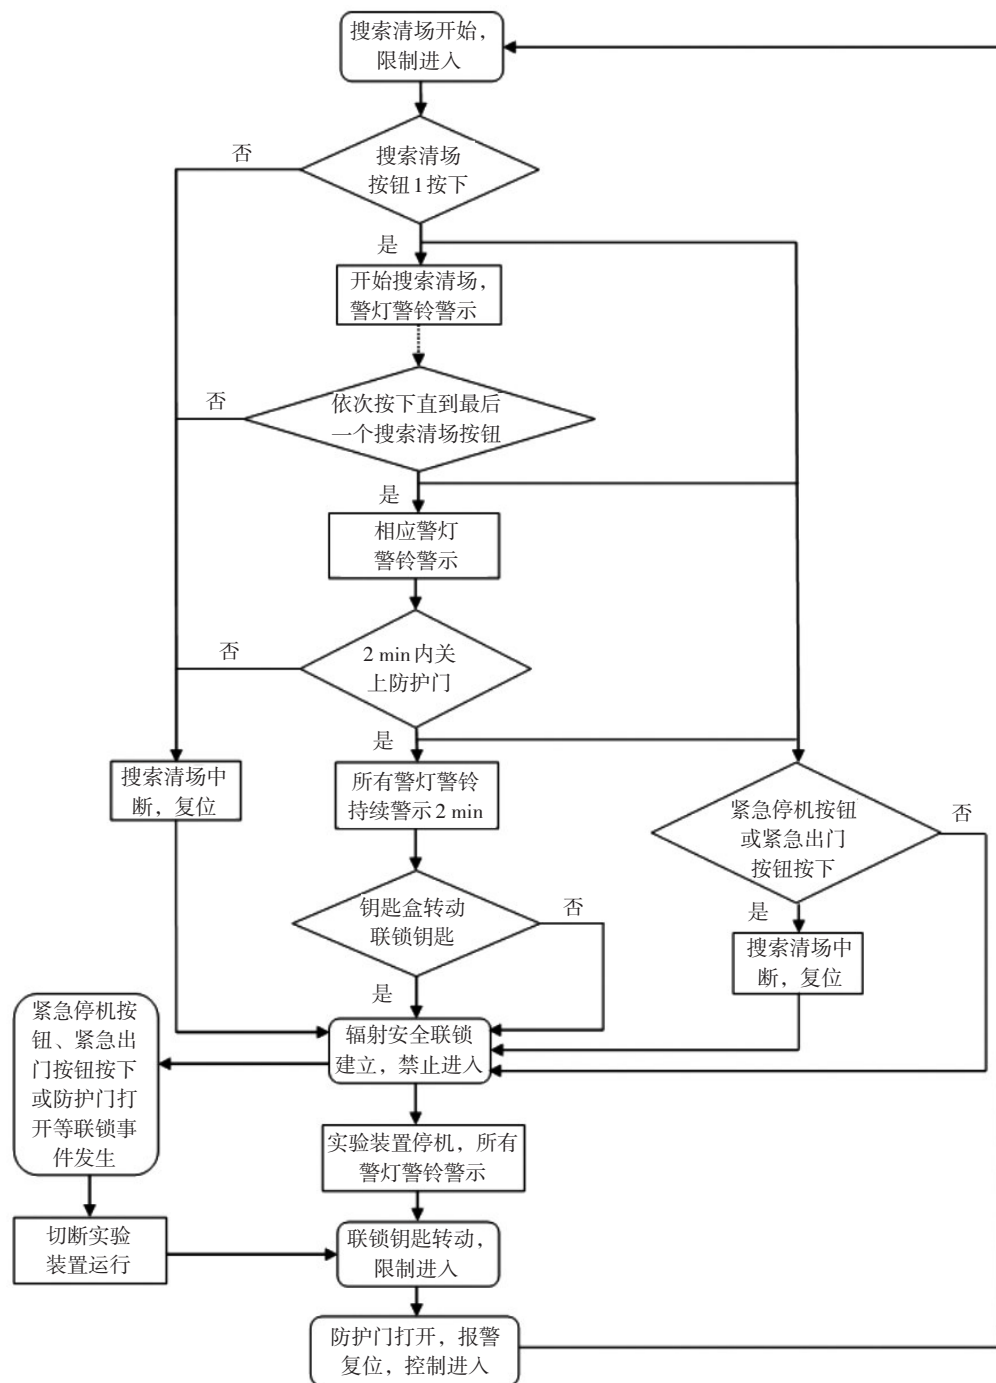 搜索清场开始，
限制进入
否
搜索清场
按钮1按下
是
开始搜索清场，
警灯警铃警示
否
依次按下直到最后
一个搜索清场按钮
是
相应警灯
警铃警示
否
2 min内关
上防护门
是
搜索清场中
断，复位
所有警灯警铃
持续警示2 min
紧急停机按钮
或紧急出门
按钮按下
否
钥匙盒转动
联锁钥匙
否
是
搜索清场中
断，复位
是
紧急停机按
钮、紧急出
门按钮按下
或防护门打
开等联锁事
件发生
辐射安全联锁
建立，禁止进入
实验装置停机，所有
警灯警铃警示
切断实验
装置运行
联锁钥匙转动，
限制进入
防护门打开，报警
复位，控制进入